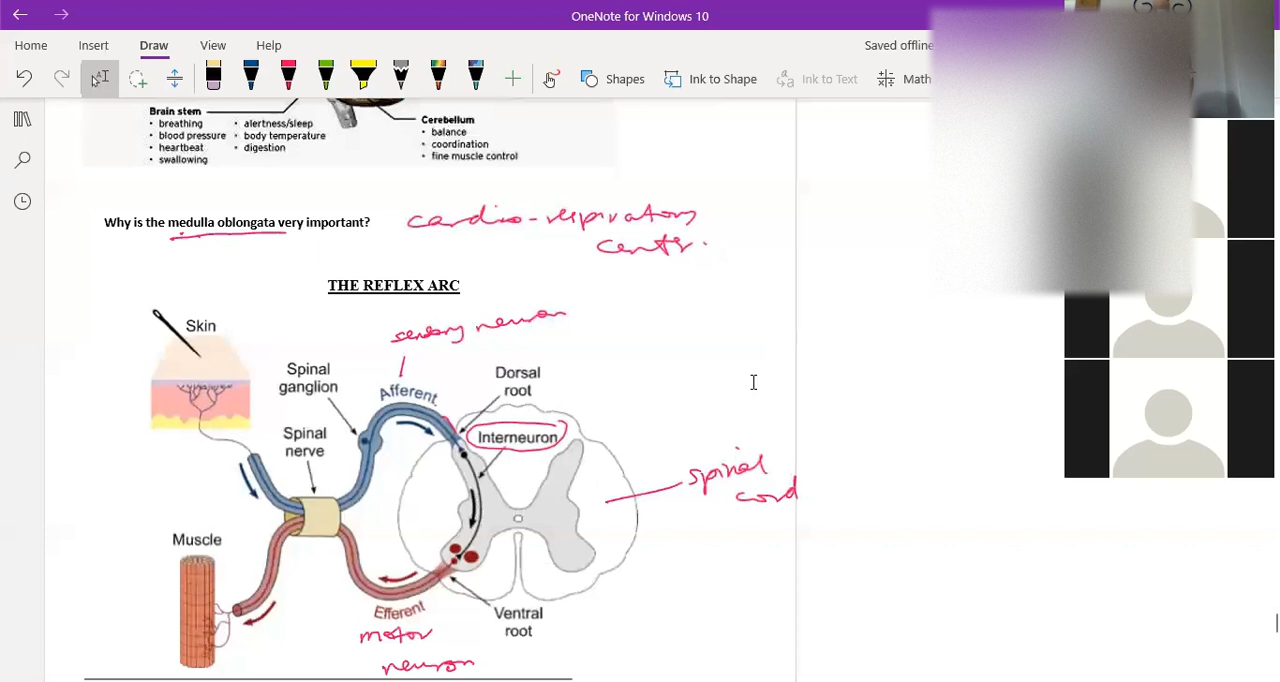 OneNote for Windows 10
Home Insert Draw View Help Saved offline
Shapes Ink to Shape Ink to Text Math
Brain stem
• breathing • alertness/sleep
• blood pressure • body temperature
• heartbeat • digestion
• swallowing
Cerebellum
• balance
• coordination
• fine muscle control
Why is the medulla oblongata very important? cardio-respiratory
centr.
THE REFLEX ARC
sensory neuron
Skin
Spinal
ganglion
Afferent
Dorsal
root
Spinal
nerve
Interneuron
spinal
cord
Muscle
Efferent
Ventral
root
motor
neuron